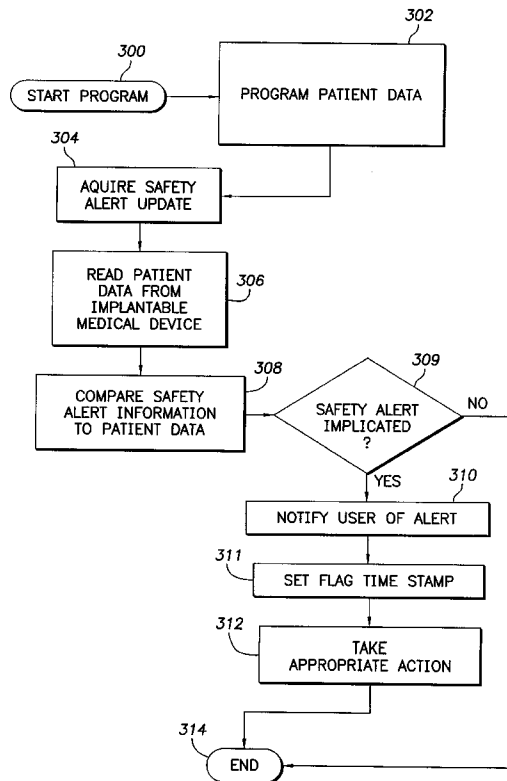 300
START PROGRAM
302
PROGRAM PATIENT DATA
304
AQUIRE SAFETY
ALERT UPDATE
READ PATIENT
DATA FROM
IMPLANTABLE
MEDICAL DEVICE
306
308
COMPARE SAFETY
ALERT INFORMATION
TO PATIENT DATA
309
SAFETY ALERT
IMPLICATED
?
NO
YES
310
NOTIFY USER OF ALERT
311
SET FLAG TIME STAMP
312
TAKE
APPROPRIATE ACTION
314
END